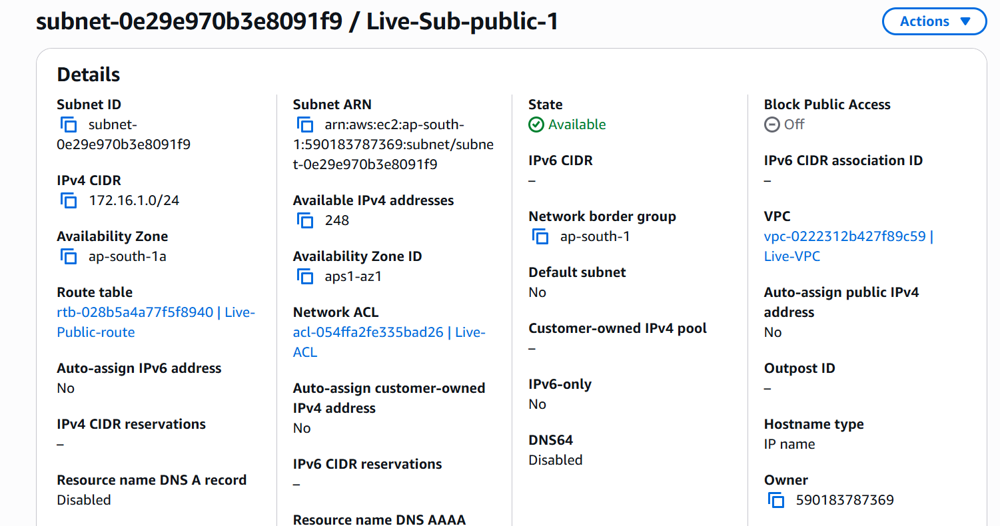 subnet-0e29e970b3e8091f9 / Live-Sub-public-1
Actions
Details
Subnet ID
subnet-
0e29e970b3e8091f9
IPv4 CIDR
172.16.1.0/24
Availability Zone
ap-south-1a
Route table
rtb-028b5a4a77f5f8940 | Live-
Public-route
Auto-assign IPv6 address
No
IPv4 CIDR reservations
–
Resource name DNS A record
Disabled
Subnet ARN
arn:aws:ec2:ap-south-
1:590183787369:subnet/subne
t-0e29e970b3e8091f9
Available IPv4 addresses
248
Availability Zone ID
aps1-az1
Network ACL
acl-054ffa2fe335bad26 | Live-
ACL
Auto-assign customer-owned
IPv4 address
No
IPv6 CIDR reservations
–
Resource name DNS AAAA
State
Available
IPv6 CIDR
–
Network border group
ap-south-1
Default subnet
No
Customer-owned IPv4 pool
–
IPv6-only
No
DNS64
Disabled
Block Public Access
Off
IPv6 CIDR association ID
–
VPC
vpc-0222312b427f89c59 |
Live-VPC
Auto-assign public IPv4
address
No
Outpost ID
–
Hostname type
IP name
Owner
590183787369